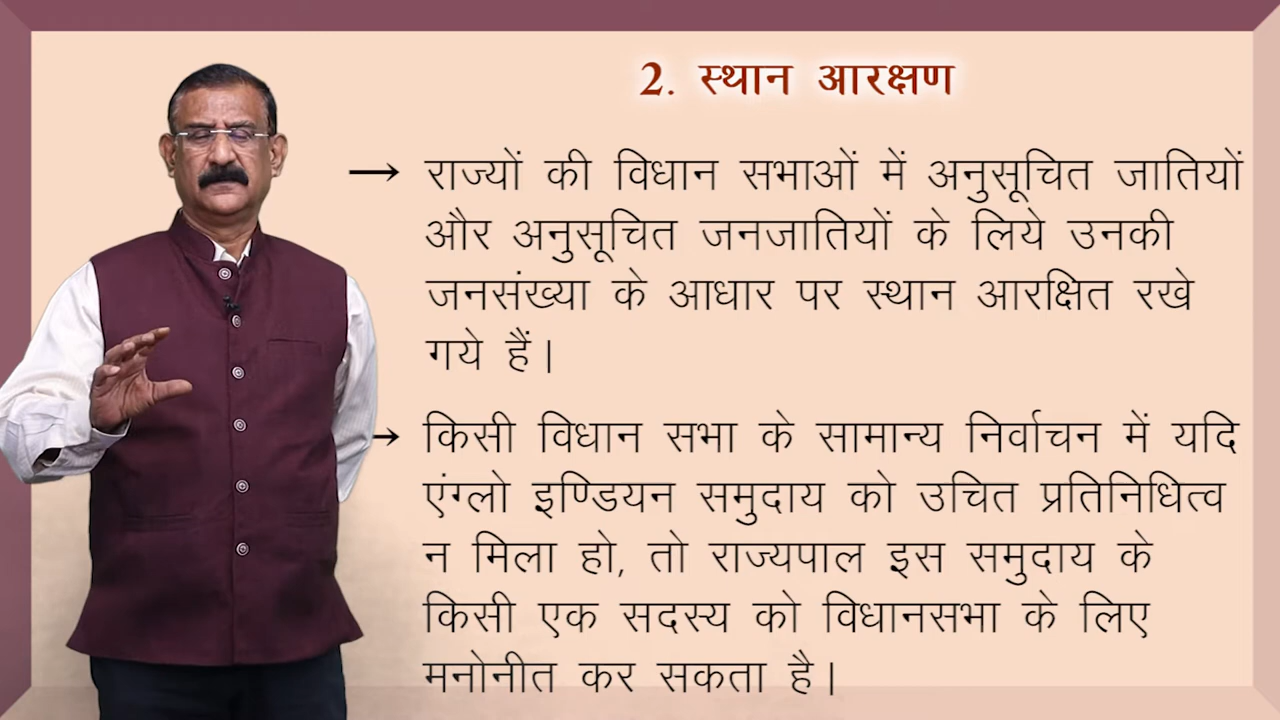 2. स्थान आरक्षण
→ राज्यों की विधान सभाओं में अनुसूचित जातियों
और अनुसूचित जनजातियों के लिये उनकी
जनसंख्या के आधार पर स्थान आरक्षित रखे
गये हैं।
→ किसी विधान सभा के सामान्य निर्वाचन में यदि
एंग्लो इण्डियन समुदाय को उचित प्रतिनिधित्व
न मिला हो, तो राज्यपाल इस समुदाय के
किसी एक सदस्य को विधानसभा के लिए
मनोनीत कर सकता है।